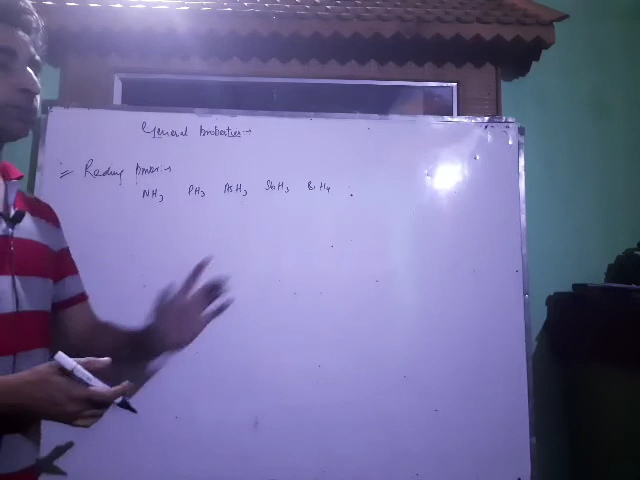 General properties →
i= Reducing power →
NH3 PH3 AsH3 SbH3 BiH4